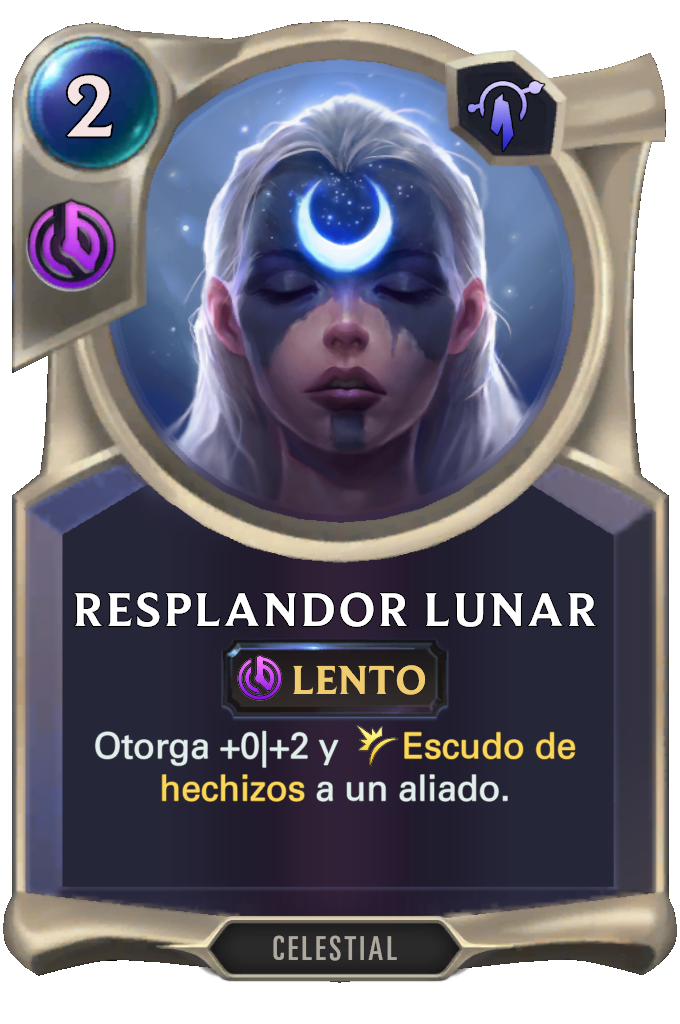 2
RESPLANDOR LUNAR
LENTO
Otorga +0|+2 y Escudo de
hechizos a un aliado.
CELESTIAL